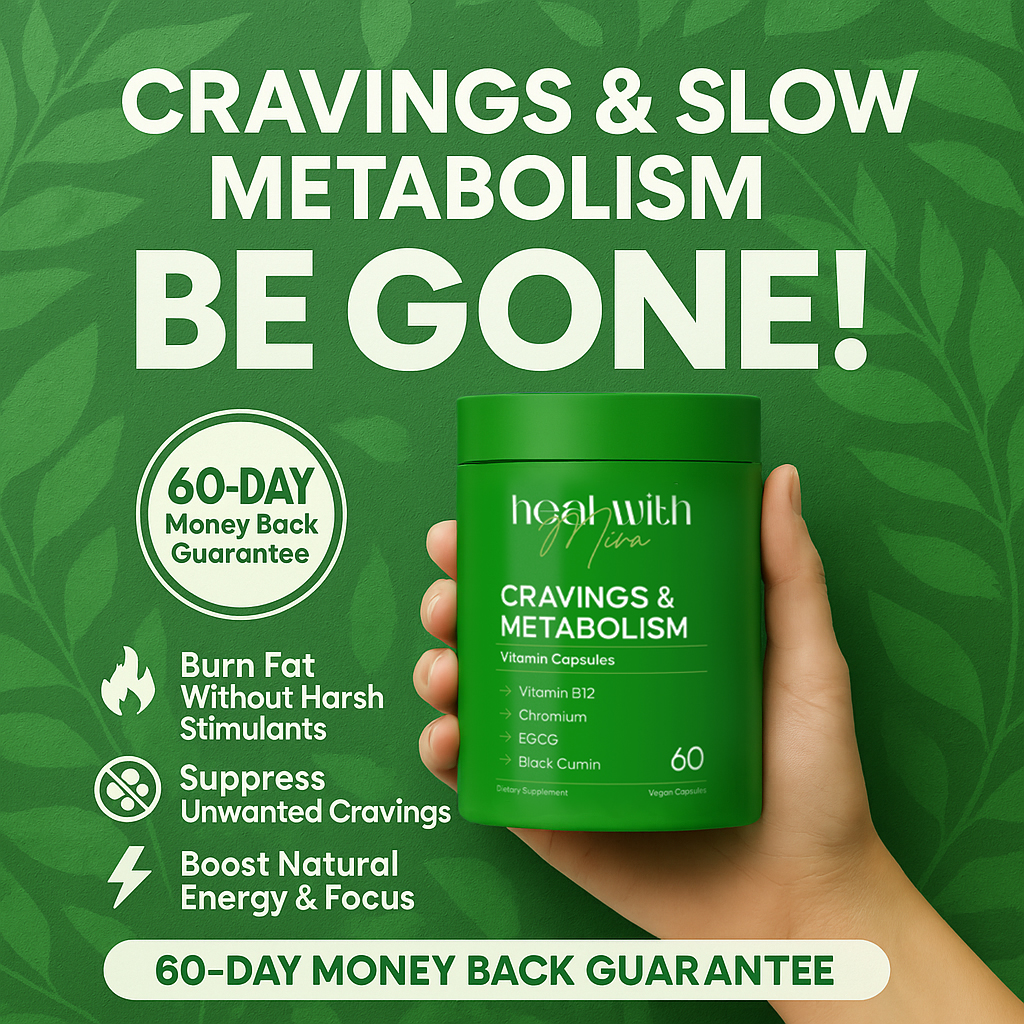 CRAVINGS & SLOW
METABOLISM
BE GONE!
60-DAY
Money Back
Guarantee
Burn Fat
Without Harsh
Stimulants
Suppress
Unwanted Cravings
Boost Natural
Energy & Focus
heal with
Mira
CRAVINGS &
METABOLISM
Vitamin Capsules
→ Vitamin B12
→ Chromium
→ EGCG
→ Black Cumin
60
Dietary Supplement
Vegan Capsules
60-DAY MONEY BACK GUARANTEE